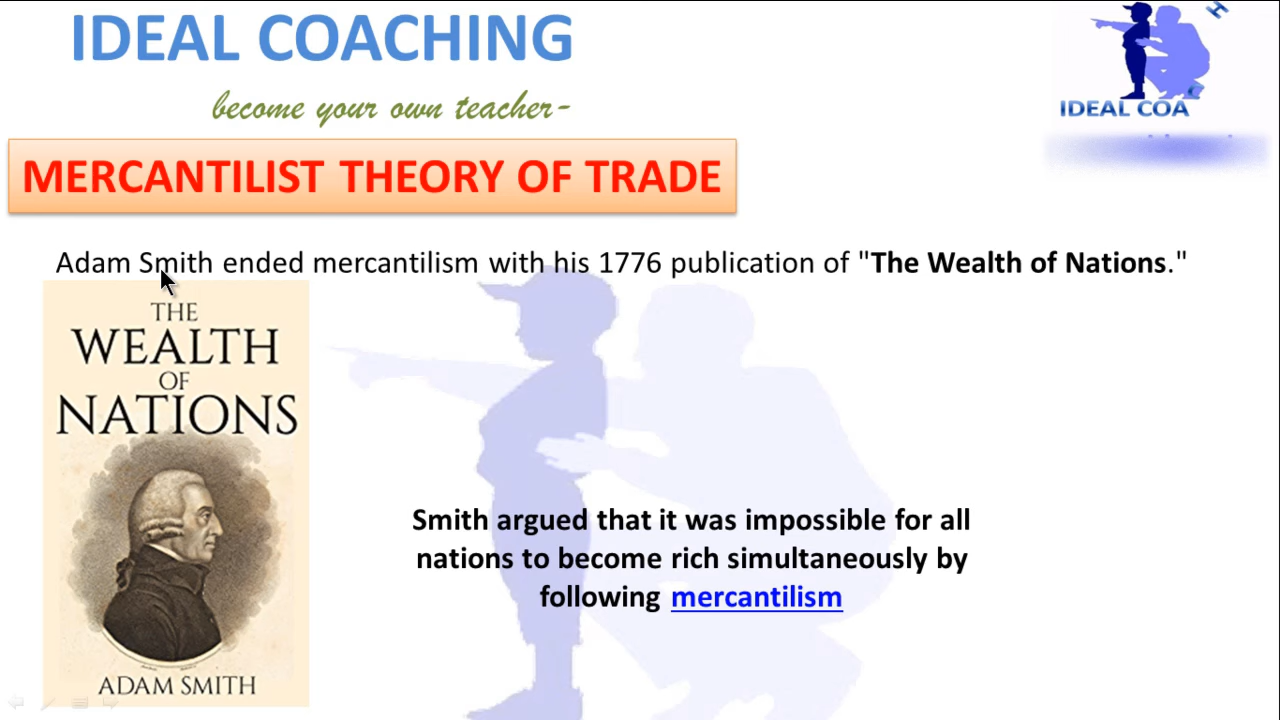 IDEAL COACHING
become your own teacher-
IDEAL COA
MERCANTILIST THEORY OF TRADE
Adam Smith ended mercantilism with his 1776 publication of "The Wealth of Nations."
THE
WEALTH
OF
NATIONS
ADAM SMITH
Smith argued that it was impossible for all
nations to become rich simultaneously by
following mercantilism